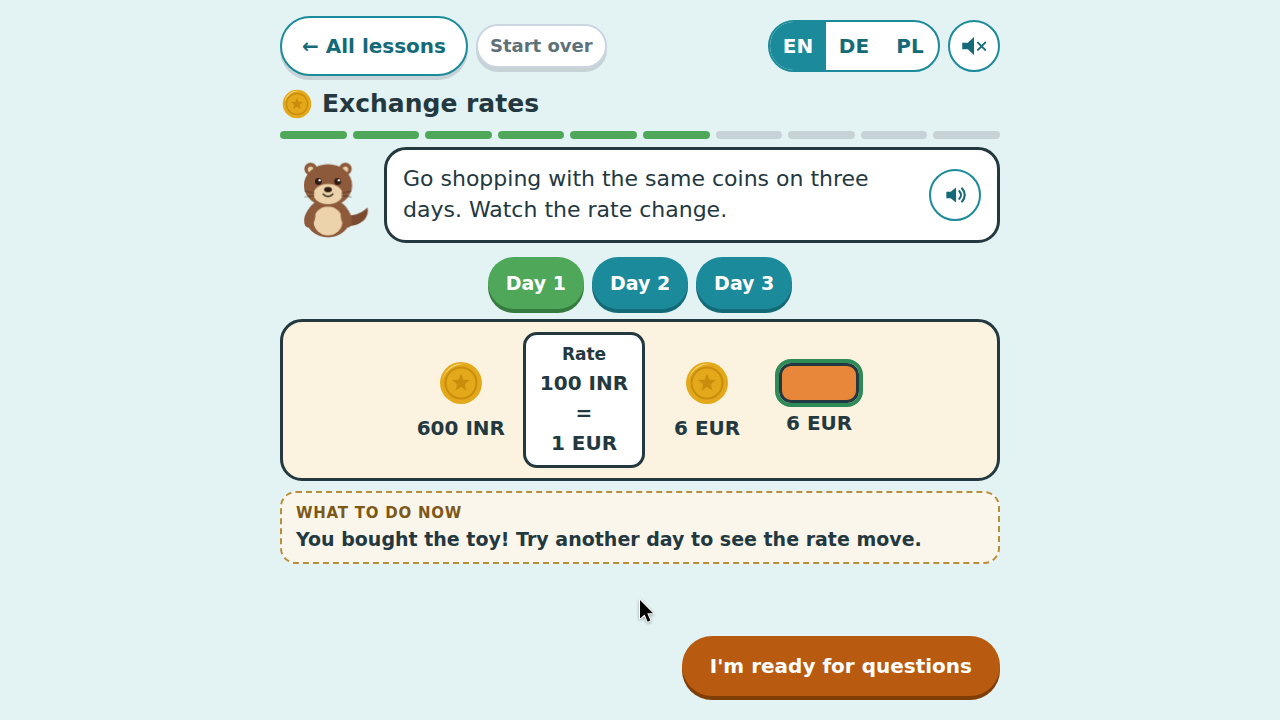 ← All lessons
Start over
EN
DE
PL
Exchange rates
Go shopping with the same coins on three
days. Watch the rate change.
Day 1
Day 2
Day 3
600 INR
Rate
100 INR
=
1 EUR
6 EUR
6 EUR
WHAT TO DO NOW
You bought the toy! Try another day to see the rate move.
I'm ready for questions